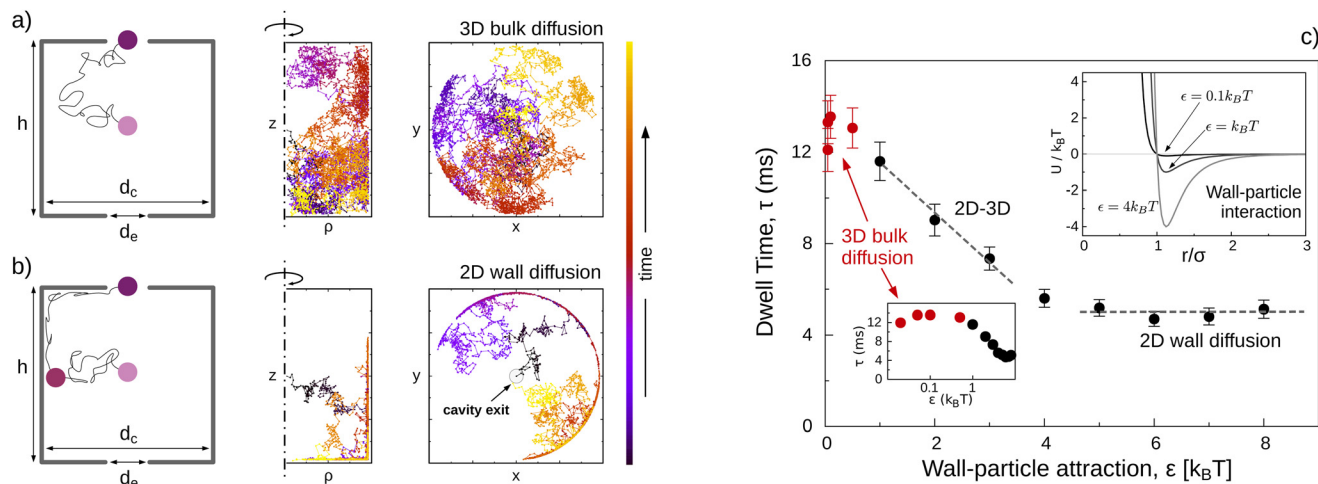 a)
h
d_c
d_e
z
ρ
3D bulk diffusion
y
x
time
b)
h
d_c
d_e
z
ρ
2D wall diffusion
y
cavity exit
x
c)
Dwell Time, τ (ms)
16
12
8
4
0
0
2
4
6
8
Wall-particle attraction, ε [k_BT]
3D bulk
diffusion
2D-3D
2D wall diffusion
τ (ms)
12
8
4
0
0.1
1
ε (k_BT)
U / k_BT
4
2
0
-2
-4
0
1
2
3
r/σ
ϵ = 0.1k_BT
ϵ = k_BT
ϵ = 4k_BT
Wall-particle
interaction